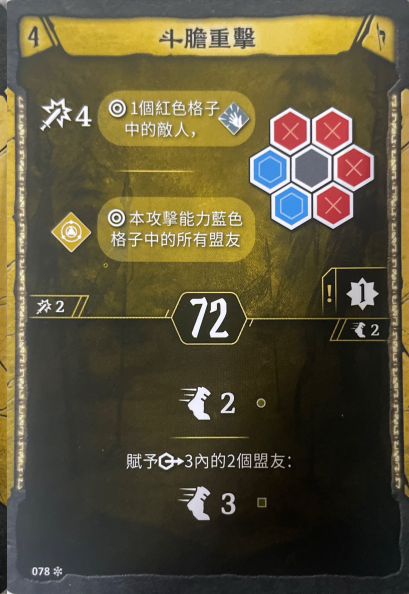 4 斗膽重擊
4 1個紅色格子
中的敵人，
本攻擊能力藍色
格子中的所有盟友
2 72 ! 1
2
2
賦予3內的2個盟友：
3
078